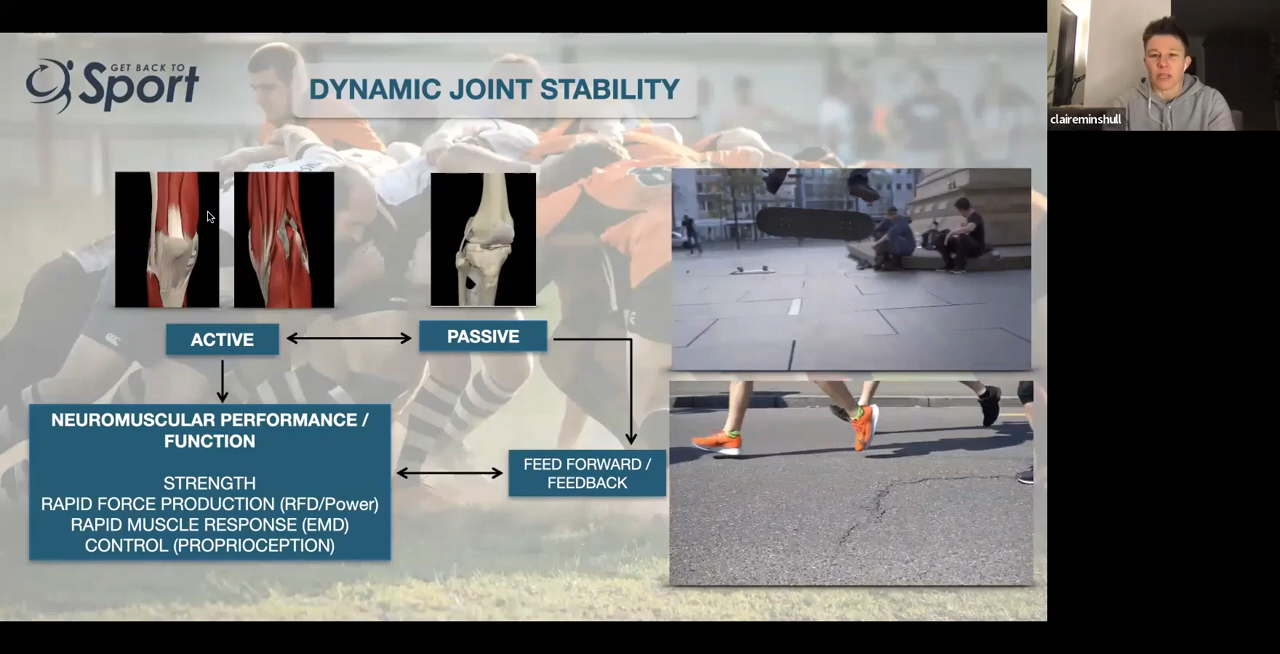 GET BACK TO
Sport
DYNAMIC JOINT STABILITY
claireminshull
ACTIVE
PASSIVE
NEUROMUSCULAR PERFORMANCE /
FUNCTION
STRENGTH
RAPID FORCE PRODUCTION (RFD/Power)
RAPID MUSCLE RESPONSE (EMD)
CONTROL (PROPRIOCEPTION)
FEED FORWARD /
FEEDBACK